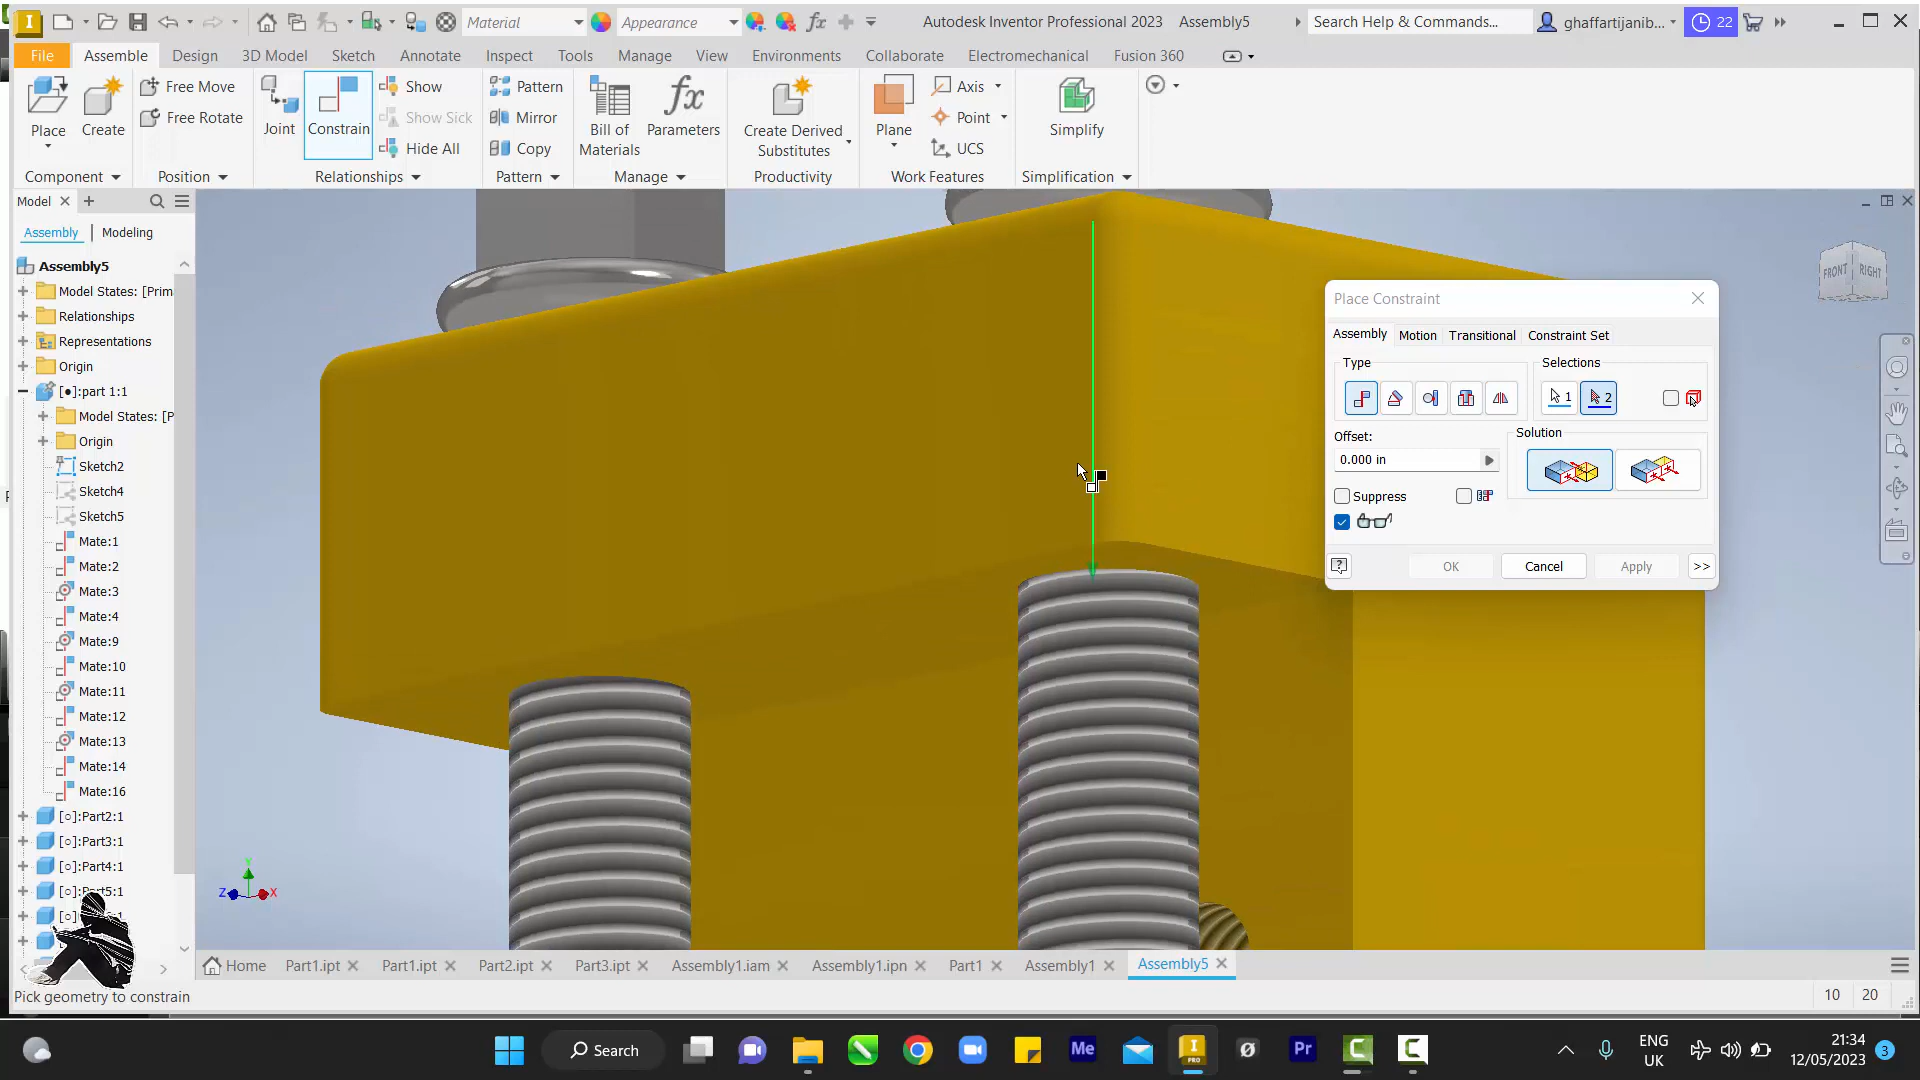 Material
Appearance
Autodesk Inventor Professional 2023 Assembly5
Search Help & Commands...
ghaffartijanib...
22
File
Assemble
Design
3D Model
Sketch
Annotate
Inspect
Tools
Manage
View
Environments
Collaborate
Electromechanical
Fusion 360
Place
Create
Free Move
Free Rotate
Joint
Constrain
Show
Show Sick
Hide All
Pattern
Mirror
Copy
Bill of
Materials
fx
Parameters
Create Derived
Substitutes
Plane
Axis
Point
UCS
Simplify
Component
Position
Relationships
Pattern
Manage
Productivity
Work Features
Simplification
Model
Assembly
Modeling
Assembly5
Model States: [Prim
Relationships
Representations
Origin
[●]:part 1:1
Model States: [P
Origin
Sketch2
Sketch4
Sketch5
Mate:1
Mate:2
Mate:3
Mate:4
Mate:9
Mate:10
Mate:11
Mate:12
Mate:13
Mate:14
Mate:16
[○]:Part2:1
[○]:Part3:1
[○]:Part4:1
FRONT
RIGHT
Place Constraint
Assembly
Motion
Transitional
Constraint Set
Type
Selections
1
2
Offset:
Solution
0.000 in
Suppress
OK
Cancel
Apply
>>
Y
Z
X
Home
Part1.ipt
Part1.ipt
Part2.ipt
Part3.ipt
Assembly1.iam
Assembly1.ipn
Part1
Assembly1
Assembly5
Pick geometry to constrain
10
20
Search
Me
PRO
Pr
ENG
UK
21:34
12/05/2023
3